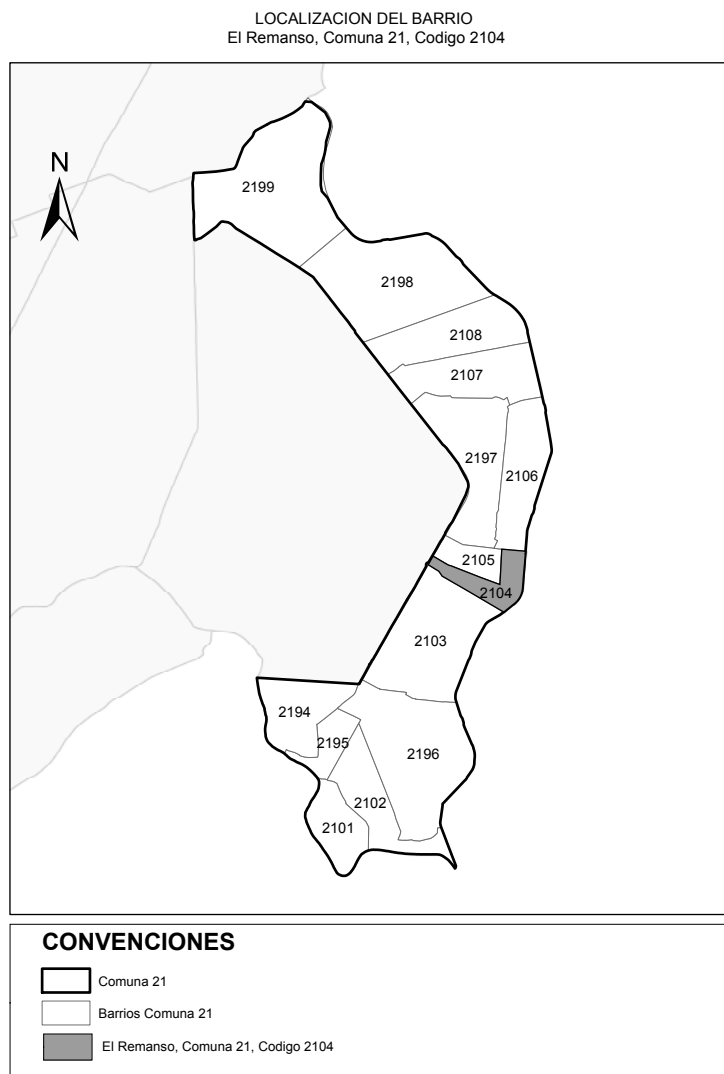 LOCALIZACION DEL BARRIO
El Remanso, Comuna 21, Codigo 2104
N
2199
2198
2108
2107
2197
2106
2105
2104
2103
2194
2195
2196
2102
2101
CONVENCIONES
Comuna 21
Barrios Comuna 21
El Remanso, Comuna 21, Codigo 2104